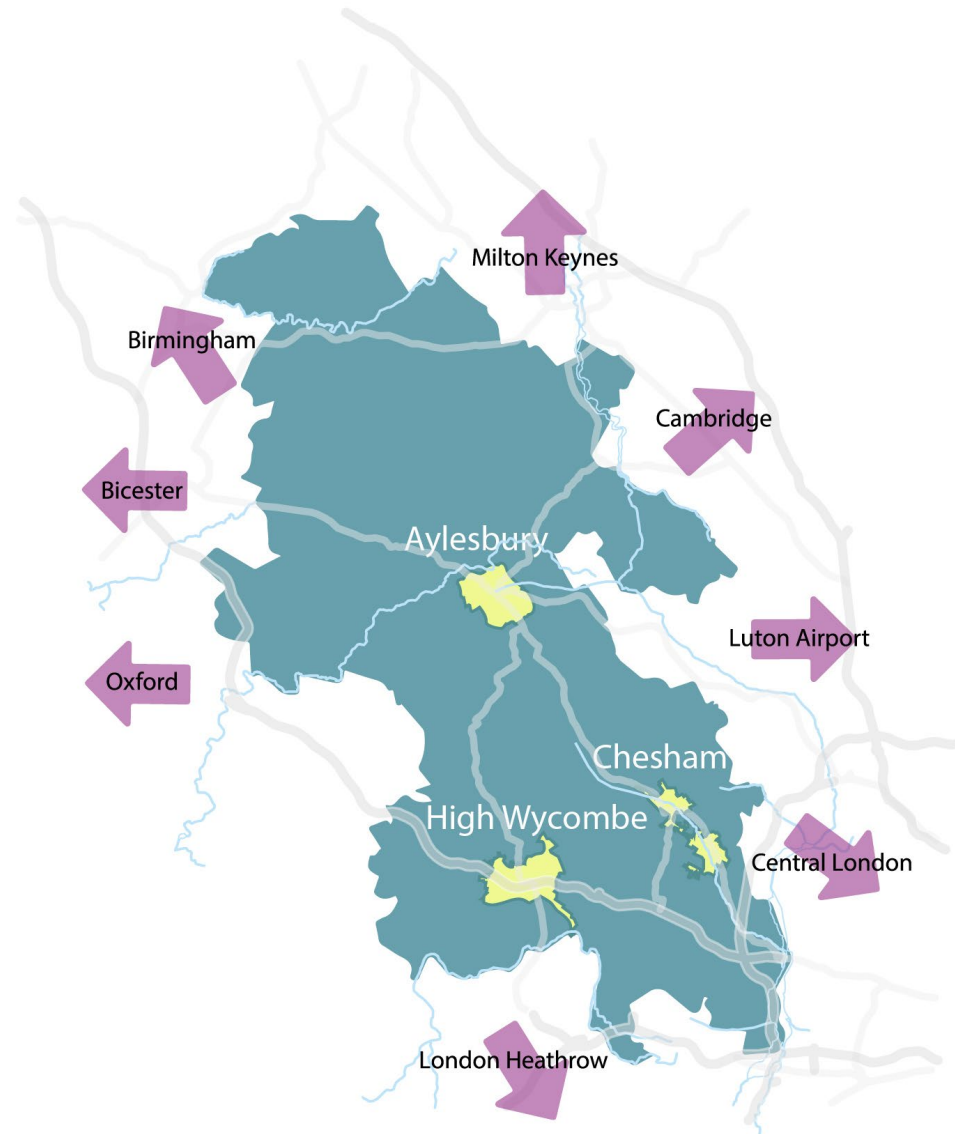 Milton Keynes
Birmingham
Cambridge
Bicester
Aylesbury
Luton Airport
Oxford
Chesham
High Wycombe
Central London
London Heathrow